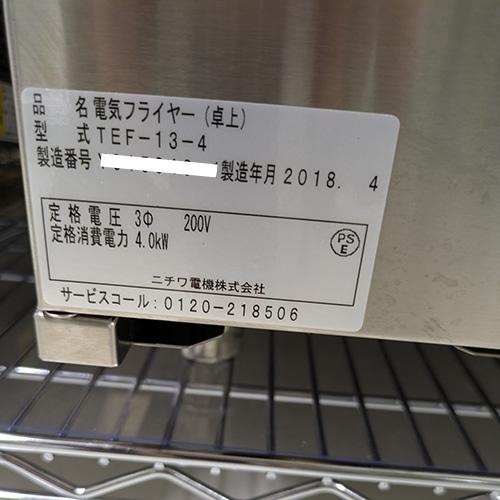 品名 電気フライヤー(卓上)
型式 TEF-13-4
製造番号 製造年月 2018. 4
定格電圧 3Φ 200V
定格消費電力 4.0kW
PS
E
ニチワ電機株式会社
サービスコール:0120-218506